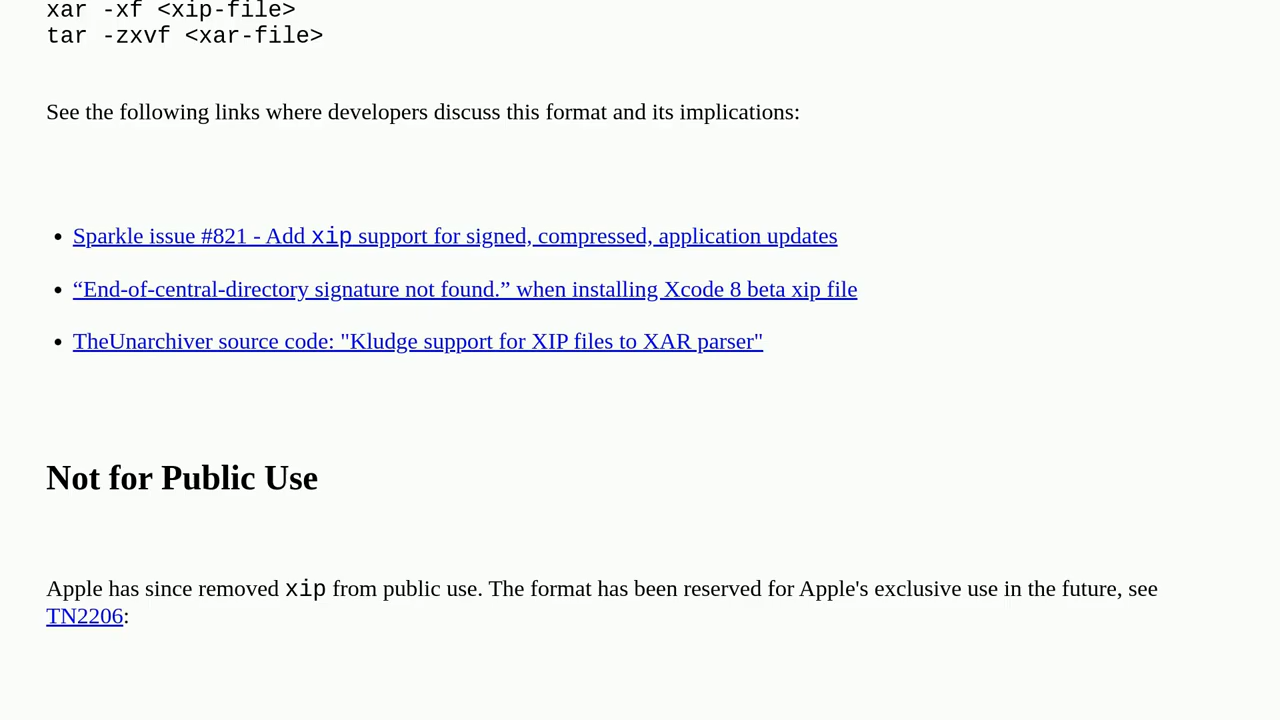 xar -xf <xip-file>
tar -zxvf <xar-file>
See the following links where developers discuss this format and its implications:
• Sparkle issue #821 - Add xip support for signed, compressed, application updates
• “End-of-central-directory signature not found.” when installing Xcode 8 beta xip file
• TheUnarchiver source code: "Kludge support for XIP files to XAR parser"
Not for Public Use
Apple has since removed xip from public use. The format has been reserved for Apple's exclusive use in the future, see
TN2206: